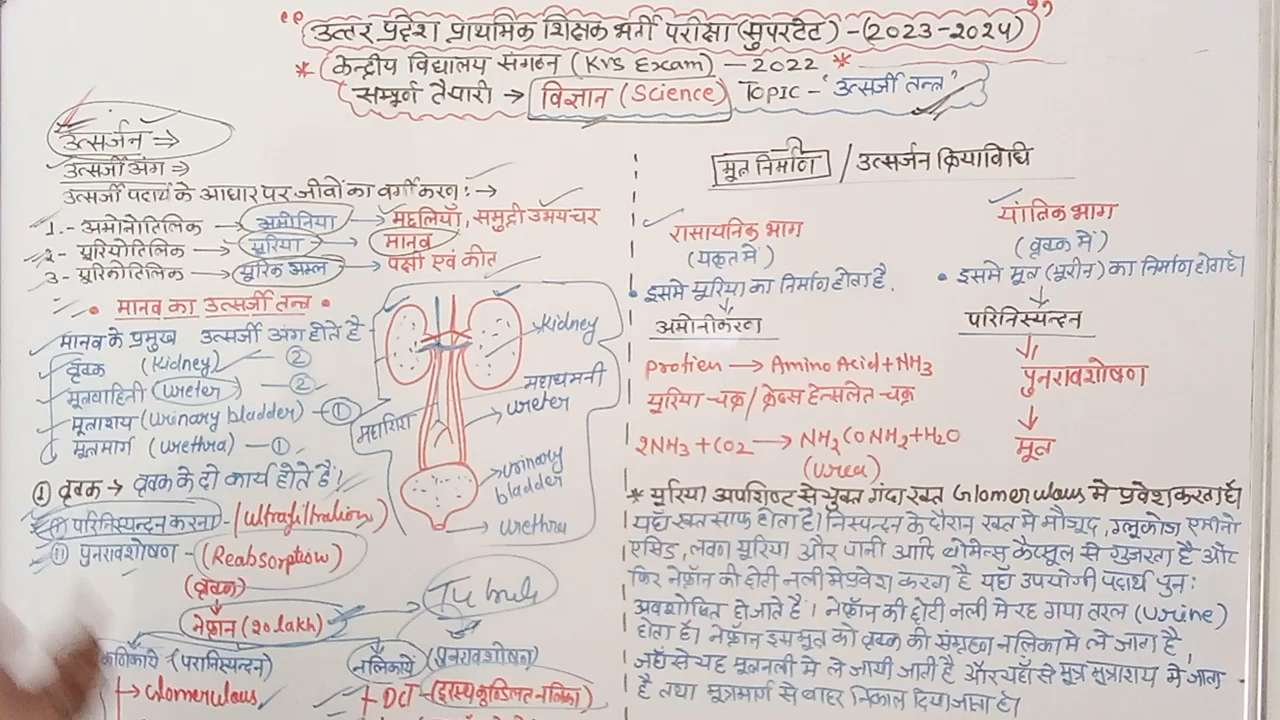 उत्तर प्रदेश प्राथमिक शिक्षक भर्ती परीक्षा (सुपरटेट) - (2023-2024)
* (केन्द्रीय विद्यालय संगठन (KVS Exam) - 2022 *
सम्पूर्ण तैयारी → विज्ञान (Science) Topic - 'उत्सर्जी तन्त्र'
उत्सर्जन ⇒
उत्सर्जी अंग ⇒
उत्सर्जी पदार्थ के आधार पर जीवों का वर्गीकरण :→
1.- अमोनोतिलिक → अमोनिया → मछलियाँ, समुद्री उभयचर
2- यूरियोतिलिक → यूरिया → मानव
3- यूरिकोतिलिक → यूरिक अम्ल → पक्षी एवं कीट
• मानव का उत्सर्जी तन्त्र •
मानव के प्रमुख उत्सर्जी अंग होते है
वृक्क (Kidney) - 2
मूत्रवाहिनी (Ureter) - 2
मूत्राशय (Urinary bladder) - 1
मूत्रमार्ग (Urethra) - 1
Kidney
महाधमनी
Ureter
महाशिरा
Urinary bladder
Urethra
① वृक्क → वृक्क के दो कार्य होते है।
(i) परिनिस्यन्दन करना - (Ultrafiltration)
(ii) पुनरावशोषण - (Reabsorption)
(वृक्क)
नेफ्रॉन (20 lakh)
Tubule
(परानिस्यन्दन)
नलिकायें (पुनरावशोषण)
→ Glomerulous
DCT - (दूरस्थ कुण्डलित नलिका)
मूत्र निर्माण / उत्सर्जन क्रियाविधि
रासायनिक भाग
(यकृत में)
• इसमे यूरिया का निर्माण होता है.
अमोनीकरण
Protien → Amino Acid + NH3
यूरिया-चक्र / क्रेब्स हेन्सलेट-चक्र
2NH3 + CO2 → NH2CONH2 + H2O
(Urea)
यांत्रिक भाग
(वृक्क में)
• इसमे मूत्र (यूरीन) का निर्माण होता है।
परिनिस्यन्दन
पुनरावशोषण
मूत्र
* यूरिया अपशिष्ट से युक्त गंदा रक्त Glomerulous मे प्रवेश करता है।
यहाँ रक्त साफ होता है। निस्यन्दन के दौरान रक्त मे मौजूद, ग्लूकोज एमीनो
एसिड, लवण यूरिया और पानी आदि बोमेन्स कैप्सूल से गुजरता है और
फिर नेफ्रॉन की छोटी नली मे प्रवेश करता है यहाँ उपयोगी पदार्थ पुनः
अवशोषित हो जाते है। नेफ्रॉन की छोटी नली मे रह गया तरल (Urine)
होता है। नेफ्रॉन इस मूत्र को वृक्क की संग्रहण नलिका मे ले जाता है,
जहाँ से यह मूत्रनली मे ले जायी जाती है और यहाँ से मूत्र मूत्राशय मे जाता
है तथा मूत्रमार्ग से बाहर निकाल दिया जाता है।